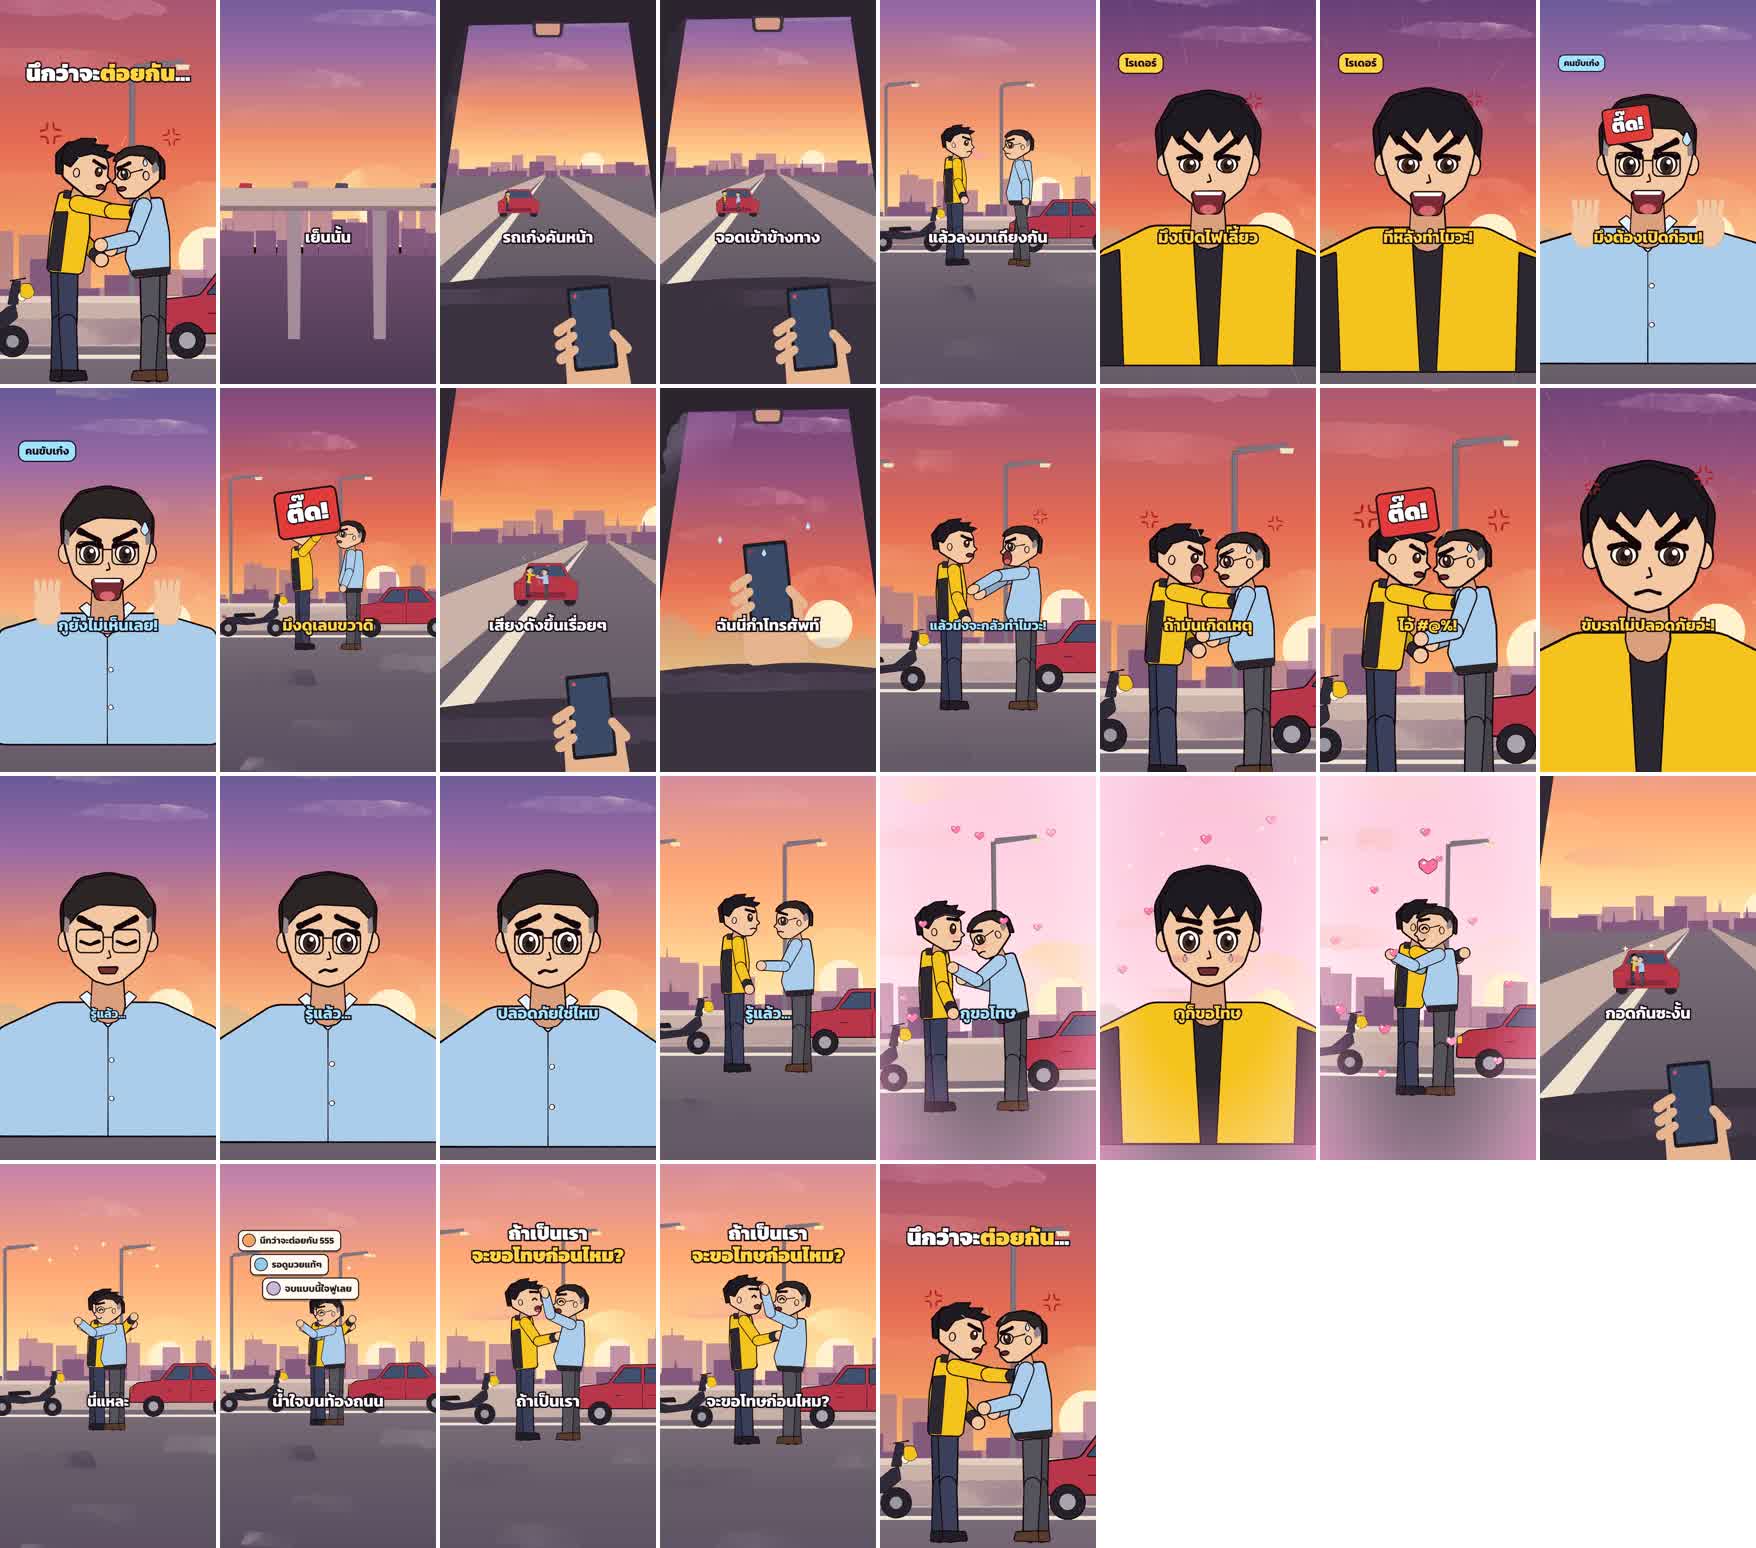 นึกว่าจะต่อยกัน...
เย็นนั้น
รถเก๋งคันหน้า
จอดเข้าข้างทาง
แล้วลงมาเถียงกัน
ไรเดอร์
มึงเปิดไฟเลี้ยว
ไรเดอร์
ทีหลังทำไมวะ!
คนขับเก๋ง
ตี๊ด!
มึงต้องเปิดก่อน!
คนขับเก๋ง
กูยังไม่เห็นเลย!
ตี๊ด!
มึงดูเลนขวาดิ
เสียงดังขึ้นเรื่อยๆ
ฉันนี่กำโทรศัพท์
แล้วมึงจะกลัวทำไมวะ!
ถ้ามันเกิดเหตุ
ตี๊ด!
ไอ้ #@%!
ขับรถไม่ปลอดภัยอ่ะ!
รู้แล้ว...
รู้แล้ว...
ปลอดภัยใช่ไหม
รู้แล้ว...
กูขอโทษ
กูก็ขอโทษ
กอดกันซะงั้น
นี่แหละ
นึกว่าจะต่อยกัน 555
รอดูมวยแท้ๆ
จบแบบนี้ใจฟูเลย
น้ำใจบนท้องถนน
ถ้าเป็นเรา
จะขอโทษก่อนไหม?
ถ้าเป็นเรา
ถ้าเป็นเรา
จะขอโทษก่อนไหม?
จะขอโทษก่อนไหม?
นึกว่าจะต่อยกัน...